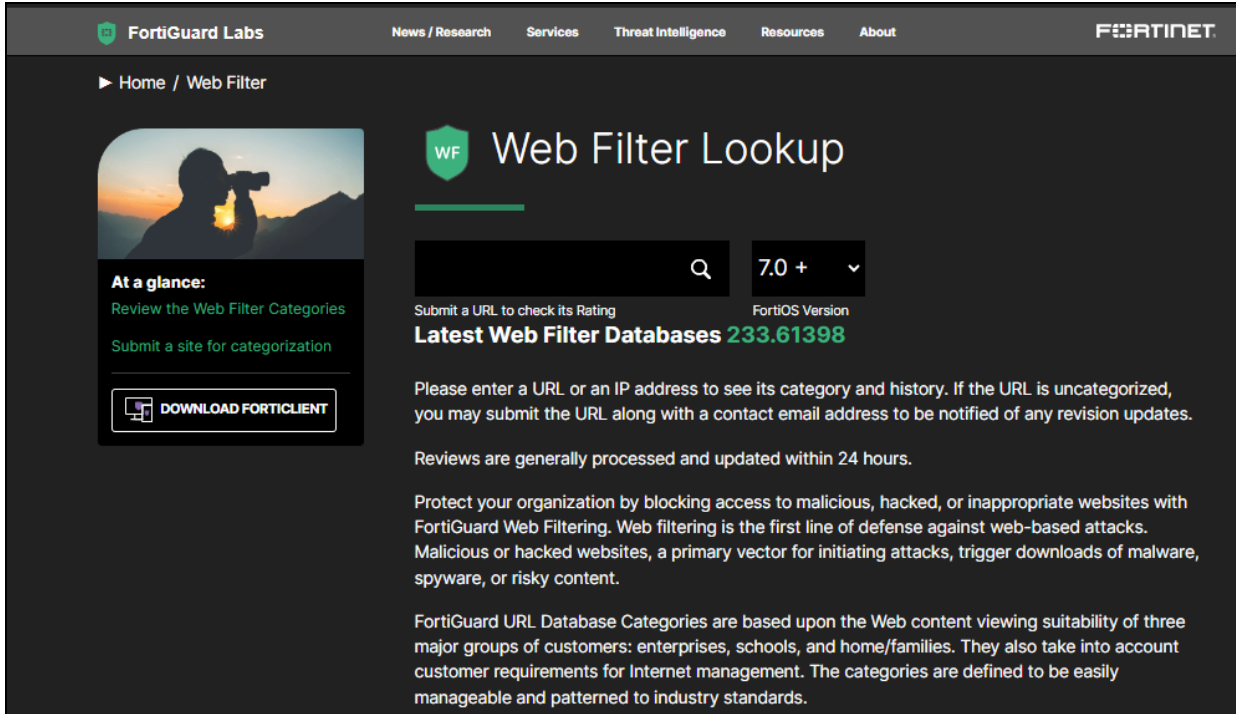 FortiGuard Labs
News / Research
Services
Threat Intelligence
Resources
About
FORTINET
► Home / Web Filter
At a glance:
Review the Web Filter Categories
Submit a site for categorization
DOWNLOAD FORTICLIENT
WF
Web Filter Lookup
7.0 +
Submit a URL to check its Rating
FortiOS Version
Latest Web Filter Databases 233.61398
Please enter a URL or an IP address to see its category and history. If the URL is uncategorized,
you may submit the URL along with a contact email address to be notified of any revision updates.
Reviews are generally processed and updated within 24 hours.
Protect your organization by blocking access to malicious, hacked, or inappropriate websites with
FortiGuard Web Filtering. Web filtering is the first line of defense against web-based attacks.
Malicious or hacked websites, a primary vector for initiating attacks, trigger downloads of malware,
spyware, or risky content.
FortiGuard URL Database Categories are based upon the Web content viewing suitability of three
major groups of customers: enterprises, schools, and home/families. They also take into account
customer requirements for Internet management. The categories are defined to be easily
manageable and patterned to industry standards.